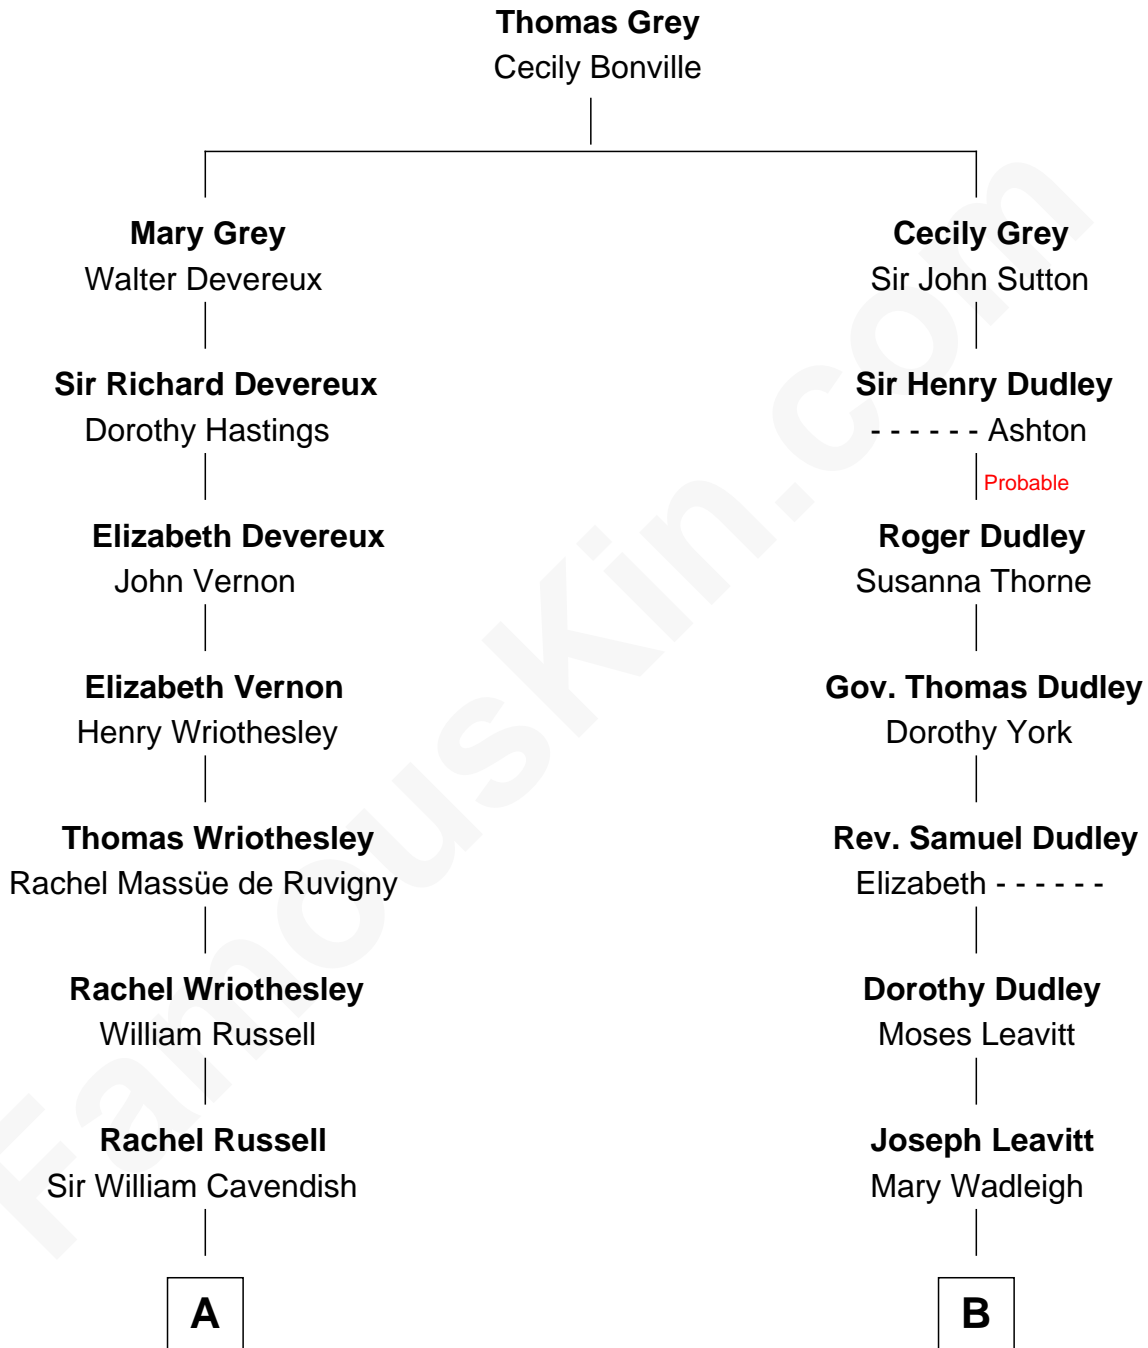 Thomas Grey
Cecily Bonville
Mary Grey
Walter Devereux
Cecily Grey
Sir John Sutton
Sir Richard Devereux
Dorothy Hastings
Sir Henry Dudley
- - - - - - Ashton
Probable
Elizabeth Devereux
John Vernon
Roger Dudley
Susanna Thorne
Elizabeth Vernon
Henry Wriothesley
Gov. Thomas Dudley
Dorothy York
Thomas Wriothesley
Rachel Massüe de Ruvigny
Rev. Samuel Dudley
Elizabeth - - - - - -
Rachel Wriothesley
William Russell
Dorothy Dudley
Moses Leavitt
Rachel Russell
Sir William Cavendish
Joseph Leavitt
Mary Wadleigh
A
B
FamousKin.com